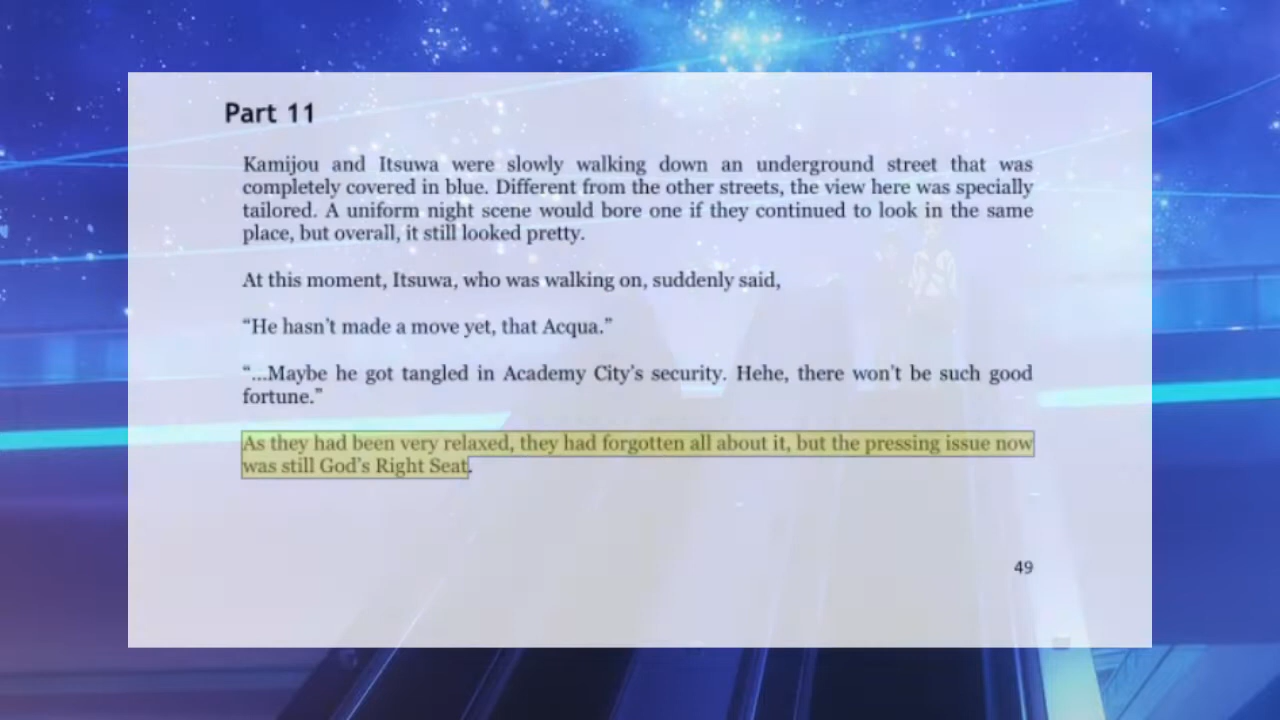 Part 11
Kamijou and Itsuwa were slowly walking down an underground street that was
completely covered in blue. Different from the other streets, the view here was specially
tailored. A uniform night scene would bore one if they continued to look in the same
place, but overall, it still looked pretty.
At this moment, Itsuwa, who was walking on, suddenly said,
“He hasn’t made a move yet, that Acqua.”
“...Maybe he got tangled in Academy City’s security. Hehe, there won’t be such good
fortune.”
As they had been very relaxed, they had forgotten all about it, but the pressing issue now
was still God’s Right Seat.
49